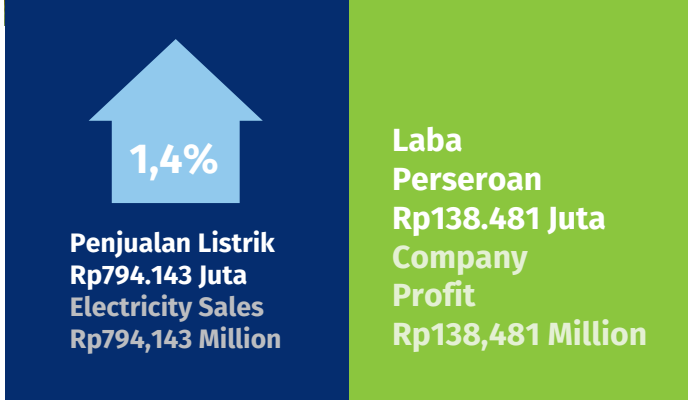 1,4%
Penjualan Listrik
Rp794.143 Juta
Electricity Sales
Rp794,143 Million
Laba
Perseroan
Rp138.481 Juta
Company
Profit
Rp138,481 Million